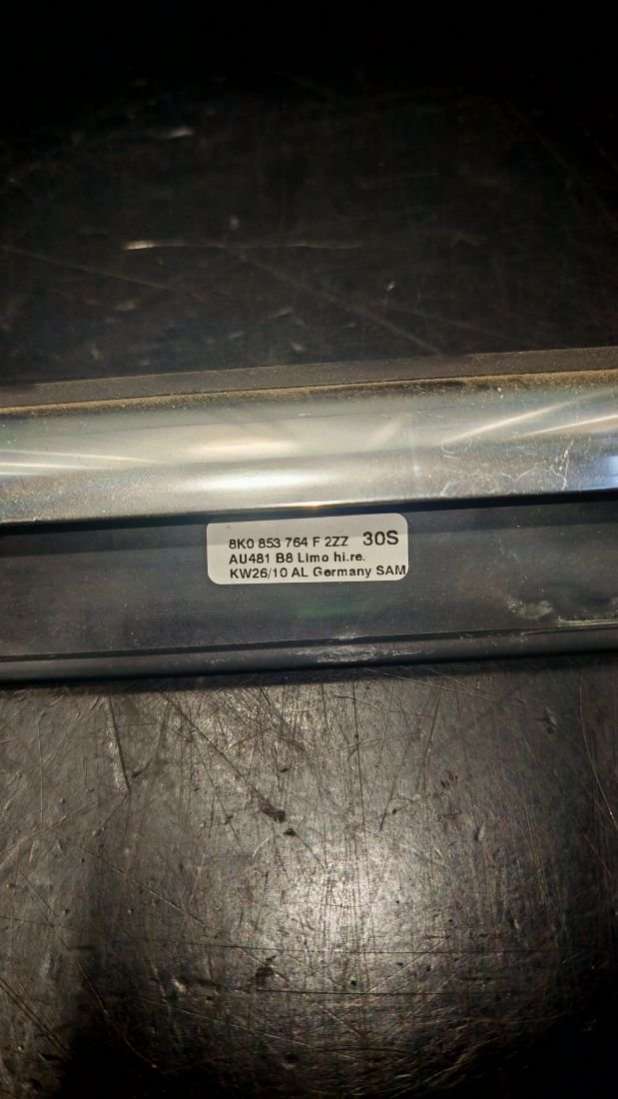 8K0 853 764 F 2ZZ 30S
AU481 B8 Limo hi.re.
KW26/10 AL Germany SAM